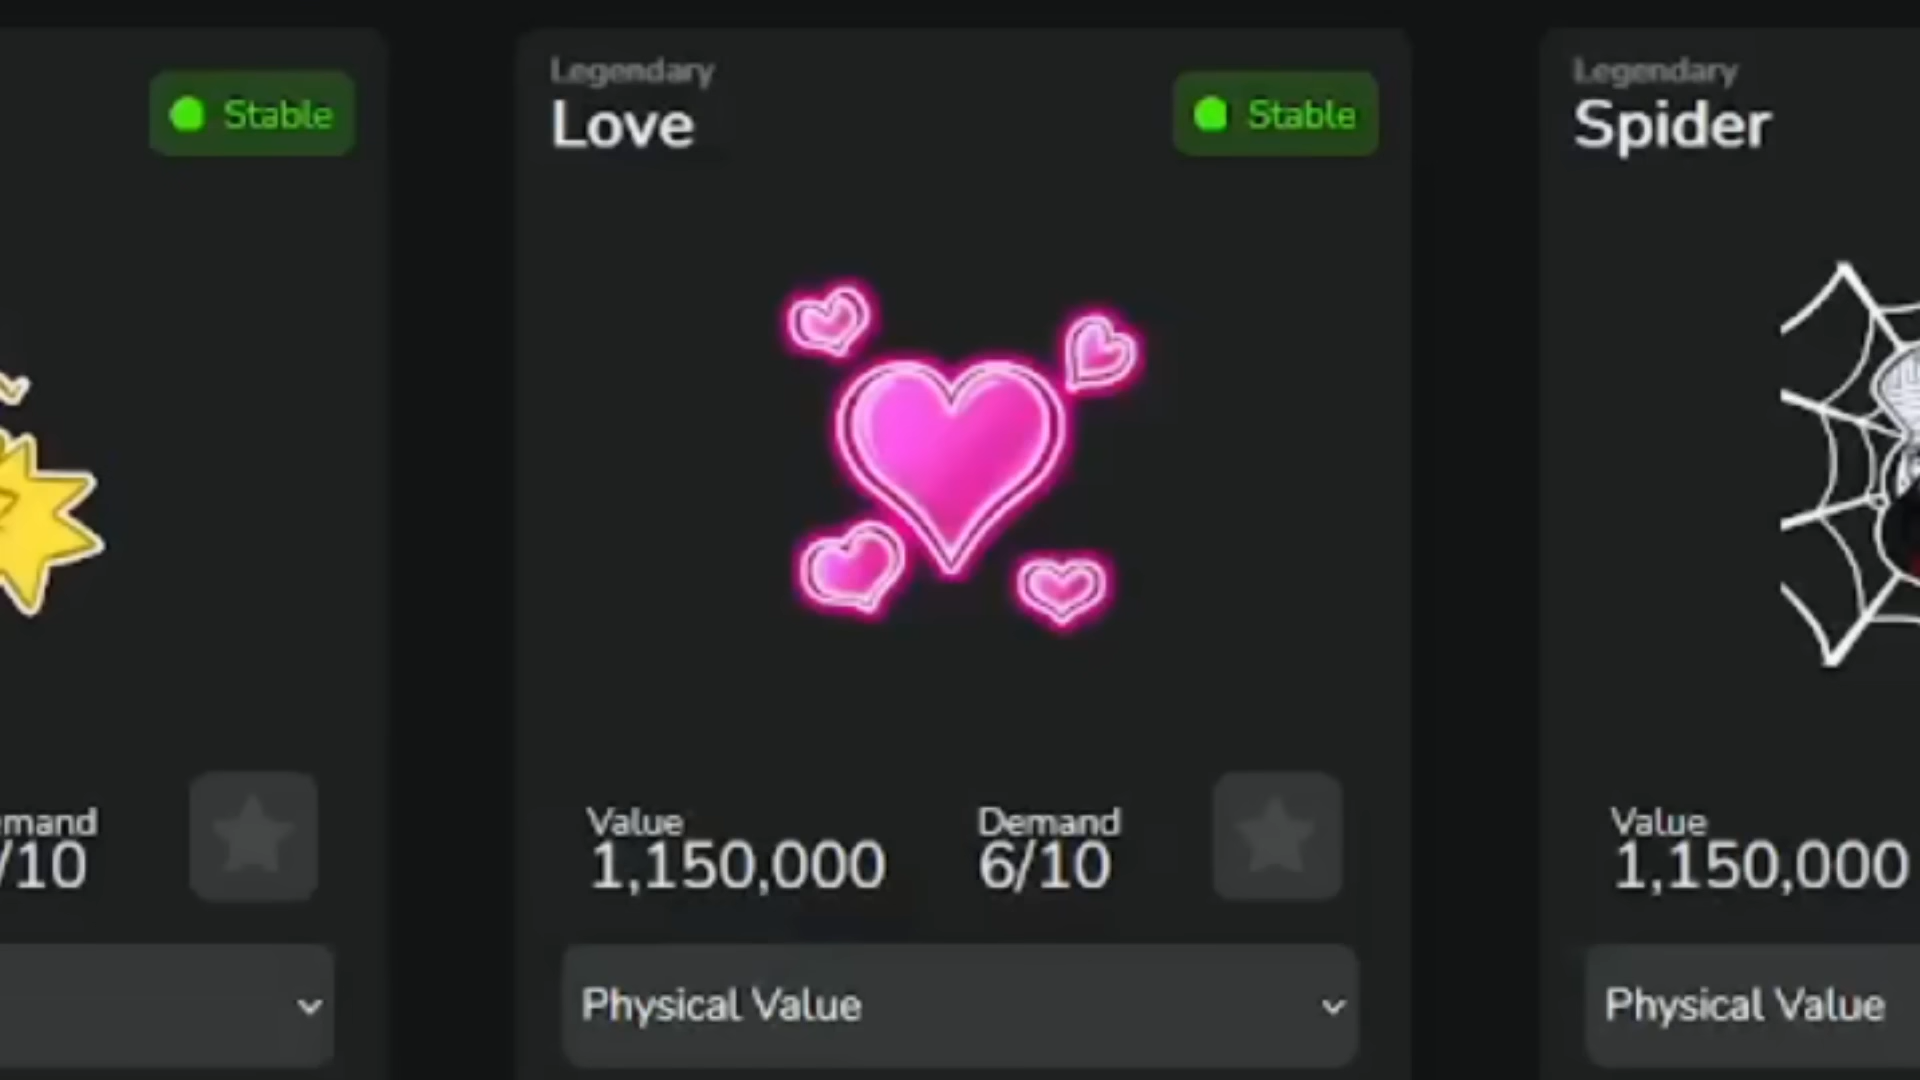 Stable
mand
/10
Legendary
Love
Stable
Value
1,150,000
Demand
6/10
Physical Value
Legendary
Spider
Value
1,150,000
Physical Value